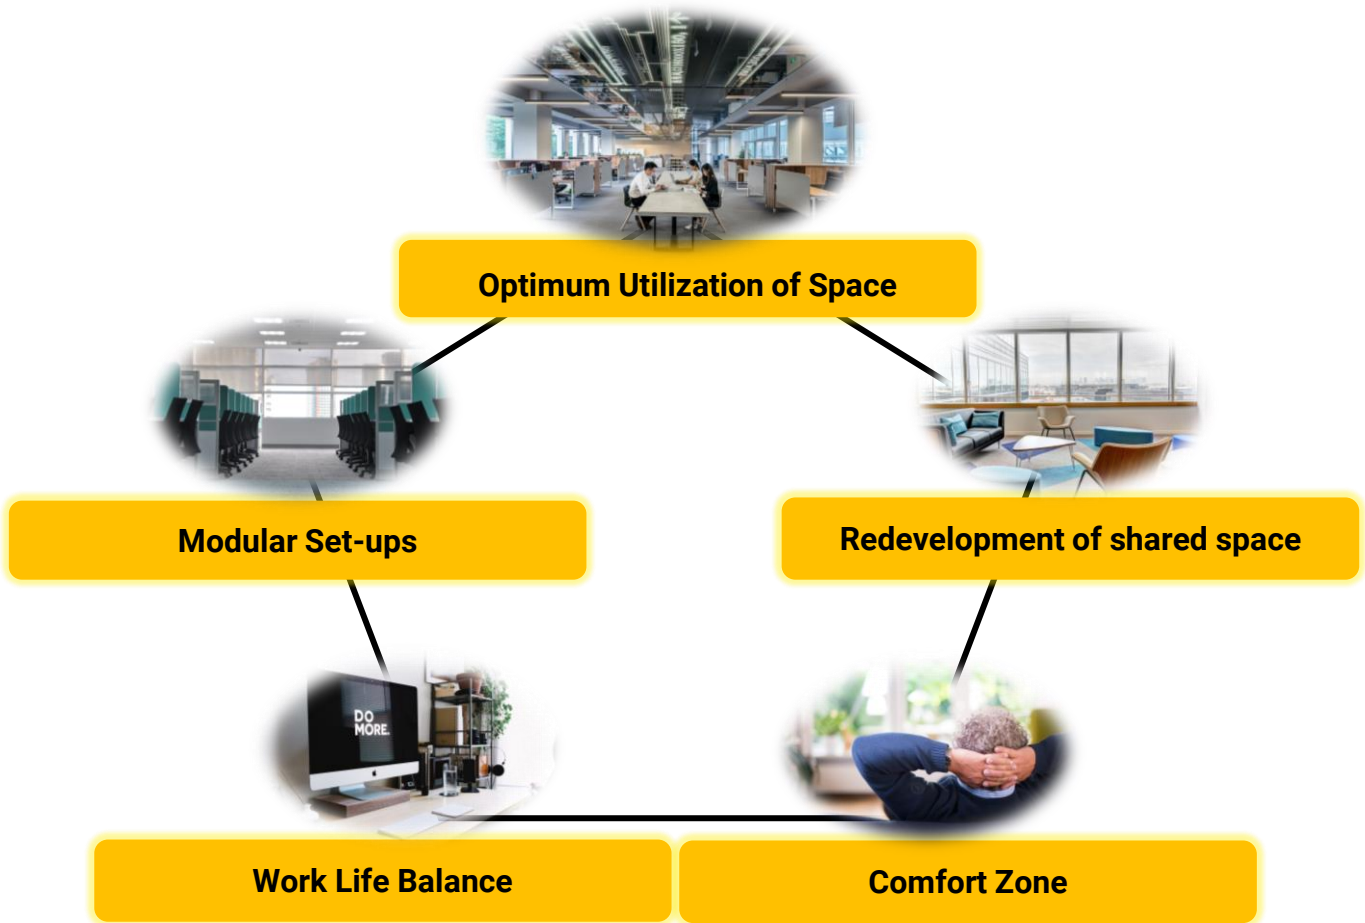 Optimum Utilization of Space
Modular Set-ups
Redevelopment of shared space
DO
MORE.
Work Life Balance
Comfort Zone